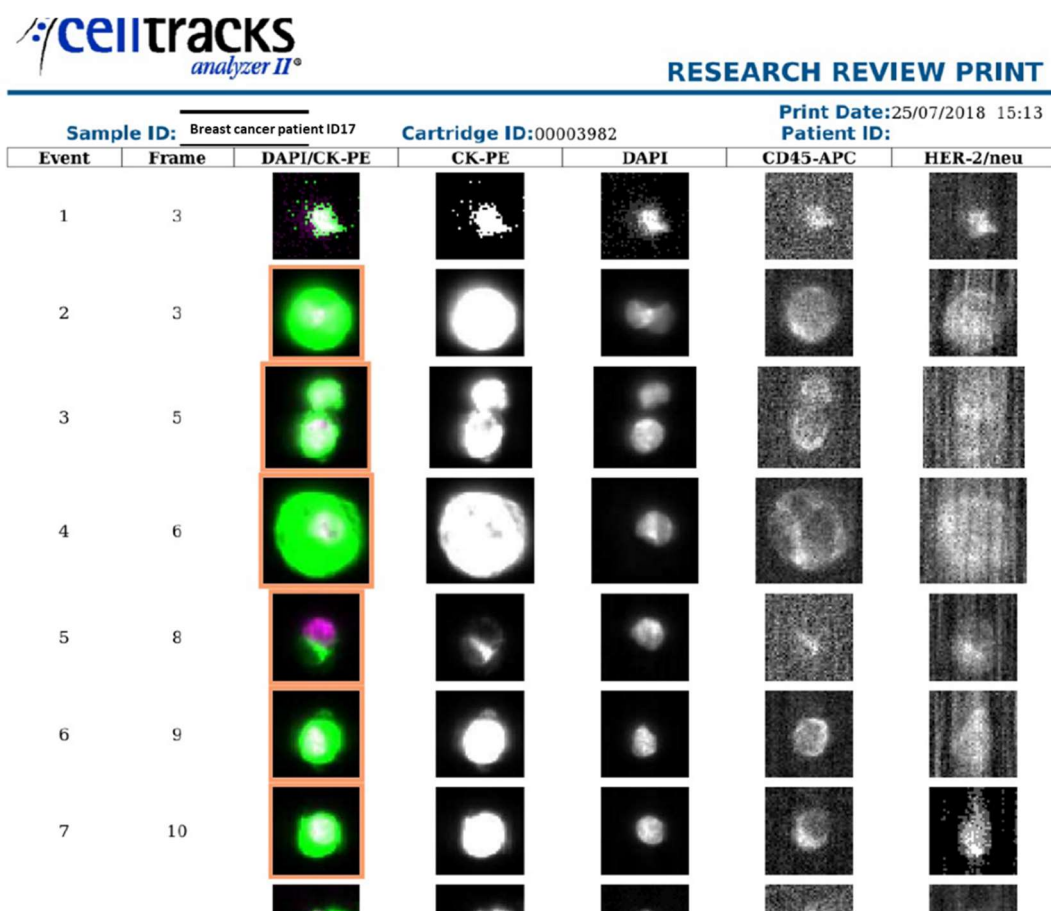 celltracks
analyzer II®
RESEARCH REVIEW PRINT
Print Date:25/07/2018 15:13
Sample ID: Breast cancer patient ID17 Cartridge ID:00003982 Patient ID:
Event Frame DAPI/CK-PE CK-PE DAPI CD45-APC HER-2/neu
1 3
2 3
3 5
4 6
5 8
6 9
7 10